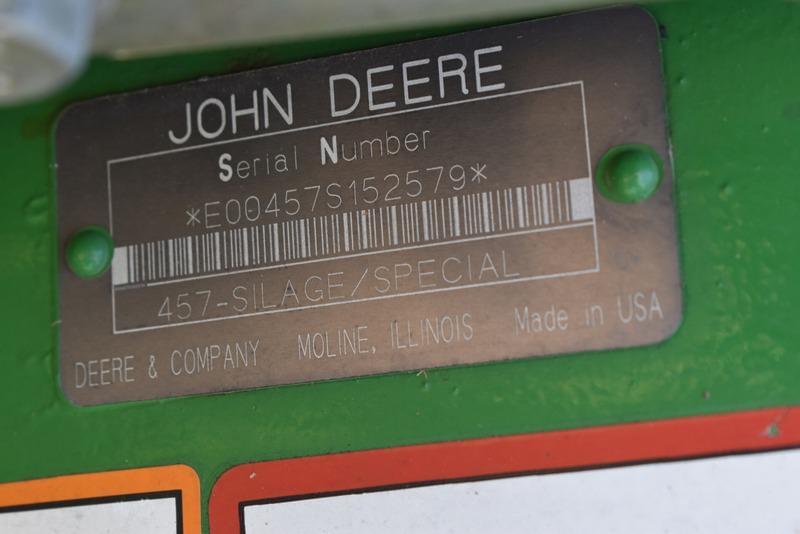 JOHN DEERE
Serial Number
*E00457S152579*
457-SILAGE/SPECIAL
DEERE & COMPANY MOLINE, ILLINOIS Made in USA